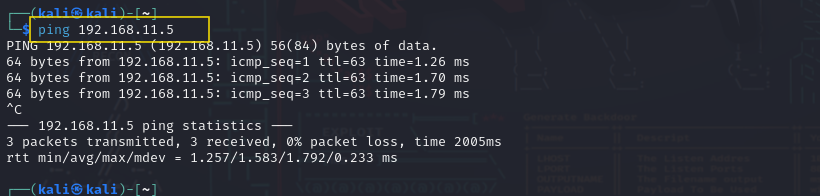 ┌──(kali㉿kali)-[~]
└─$ ping 192.168.11.5
PING 192.168.11.5 (192.168.11.5) 56(84) bytes of data.
64 bytes from 192.168.11.5: icmp_seq=1 ttl=63 time=1.26 ms
64 bytes from 192.168.11.5: icmp_seq=2 ttl=63 time=1.70 ms
64 bytes from 192.168.11.5: icmp_seq=3 ttl=63 time=1.79 ms
^C
--- 192.168.11.5 ping statistics ---
3 packets transmitted, 3 received, 0% packet loss, time 2005ms
rtt min/avg/max/mdev = 1.257/1.583/1.792/0.233 ms
┌──(kali㉿kali)-[~]